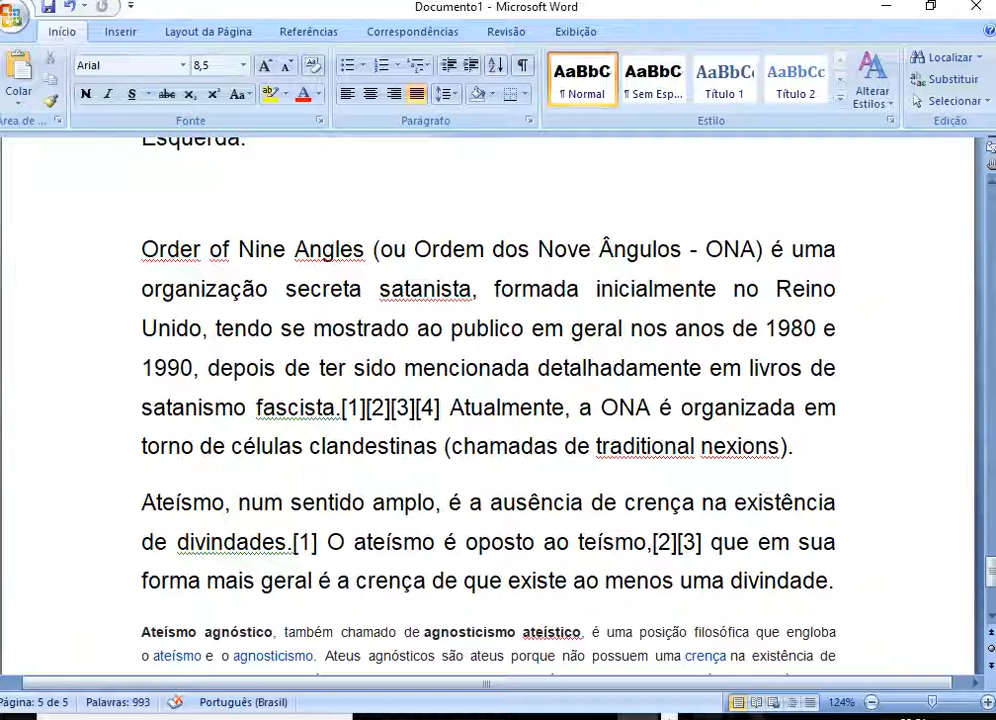 Documento1 - Microsoft Word
Início Inserir Layout da Página Referências Correspondências Revisão Exibição
Arial 8,5
Localizar
Substituir
Selecionar
Colar
N I S abc x₂ x² Aa
AaBbC AaBbC AaBbC AaBbCc
¶ Normal ¶ Sem Esp... Título 1 Título 2
Alterar Estilos
Área de ... Fonte Parágrafo Estilo Edição
Esquerda.
Order of Nine Angles (ou Ordem dos Nove Ângulos - ONA) é uma
organização secreta satanista, formada inicialmente no Reino
Unido, tendo se mostrado ao publico em geral nos anos de 1980 e
1990, depois de ter sido mencionada detalhadamente em livros de
satanismo fascista.[1][2][3][4] Atualmente, a ONA é organizada em
torno de células clandestinas (chamadas de traditional nexions).
Ateísmo, num sentido amplo, é a ausência de crença na existência
de divindades.[1] O ateísmo é oposto ao teísmo,[2][3] que em sua
forma mais geral é a crença de que existe ao menos uma divindade.
Ateísmo agnóstico, também chamado de agnosticismo ateístico, é uma posição filosófica que engloba
o ateísmo e o agnosticismo. Ateus agnósticos são ateus porque não possuem uma crença na existência de
Página: 5 de 5 Palavras: 993 Português (Brasil) 124%